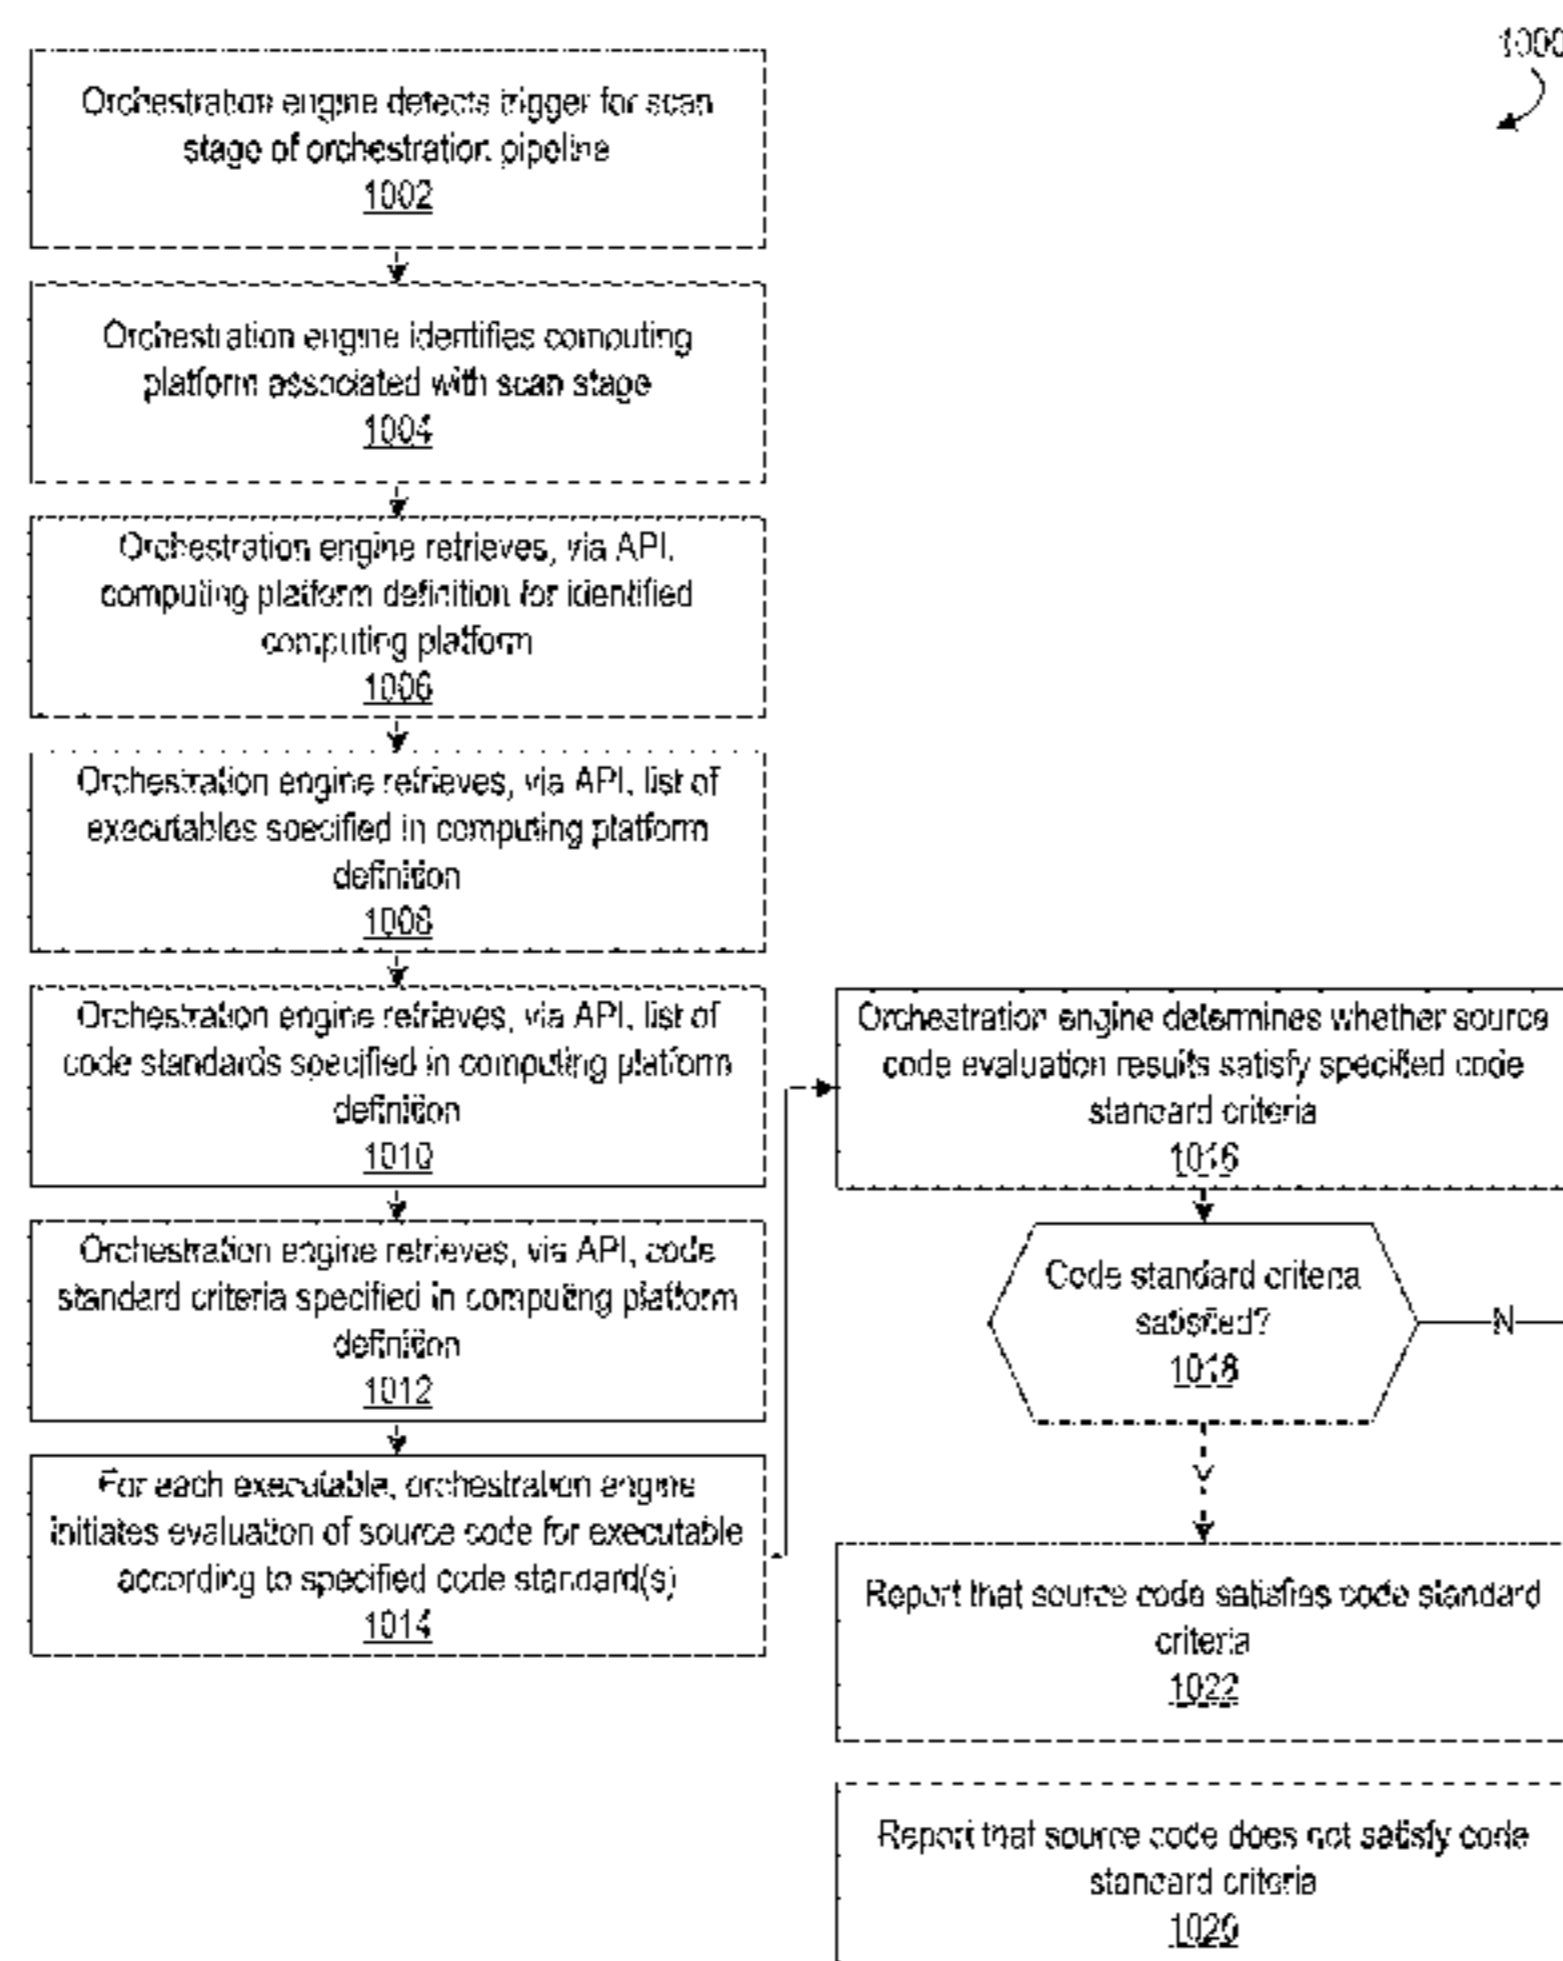 1000
Orchestration engine detects trigger for scan
stage of orchestration pipeline
1002
Orchestration engine identifies computing
platform associated with scan stage
1004
Orchestration engine retrieves, via API,
computing platform definition for identified
computing platform
1006
Orchestration engine retrieves, via API, list of
executables specified in computing platform
definition
1008
Orchestration engine retrieves, via API, list of
code standards specified in computing platform
definition
1010
Orchestration engine retrieves, via API, code
standard criteria specified in computing platform
definition
1012
For each executable, orchestration engine
initiates evaluation of source code for executable
according to specified code standard(s)
1014
Orchestration engine determines whether source
code evaluation results satisfy specified code
standard criteria
1016
Code standard criteria
satisfied?
1018
N
Y
Report that source code satisfies code standard
criteria
1022
Report that source code does not satisfy code
standard criteria
1020